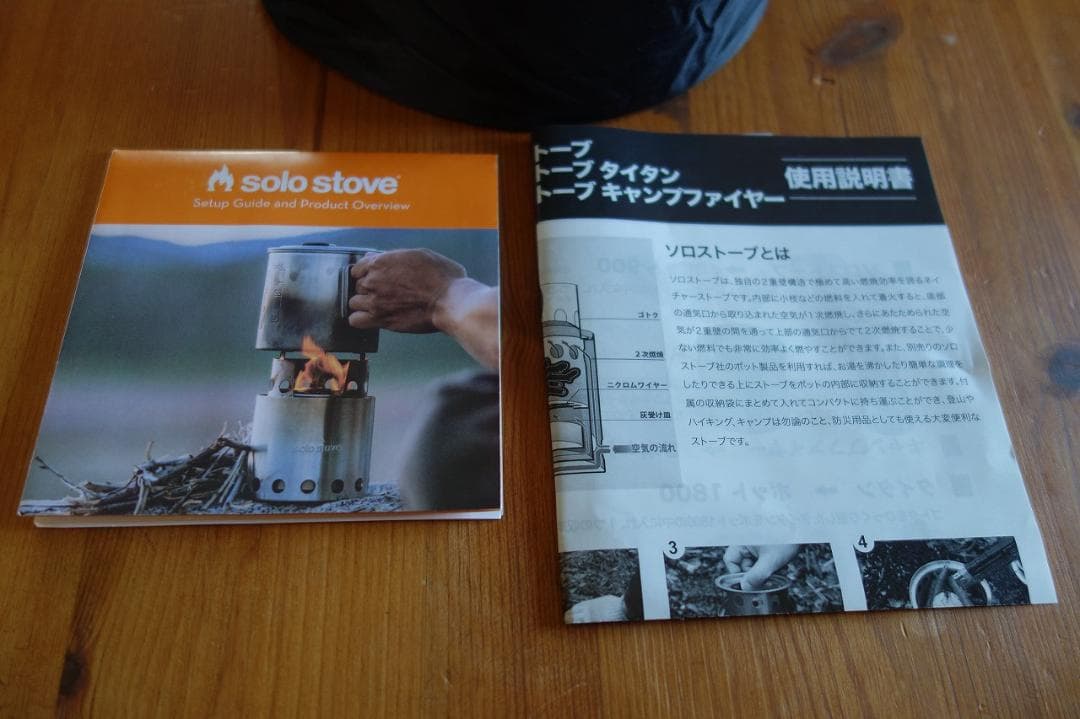 solo stove
Setup Guide and Product Overview
solo stove
トーブ
トーブ タイタン
トーブ キャンプファイヤー
使用説明書
ソロストーブとは
ソロストーブは、独自の2重壁構造で極めて高い燃焼効率を誇るネイ
チャーストーブです。内部に小枝などの燃料を入れて着火すると、底部
の通気口から取り込まれた空気が1次燃焼し、さらにあたためられた空
気が2重壁の間を通って上部の通気口からでて2次燃焼することで、少
ない燃料でも非常に効率よく燃やすことができます。また、別売りのソロ
ストーブ社のポット製品を利用すれば、お湯を沸かしたり簡単な調理を
したりできる上にストーブをポットの内部に収納することができます。付
属の収納袋にまとめて入れてコンパクトに持ち運ぶことができ、登山や
ハイキング、キャンプは勿論のこと、防災用品としても使える大変便利な
ストーブです。
ゴトク
2次燃焼
ニクロムワイヤー
灰受け皿
空気の流れ
タイタン ➡ ポット1800
3
4